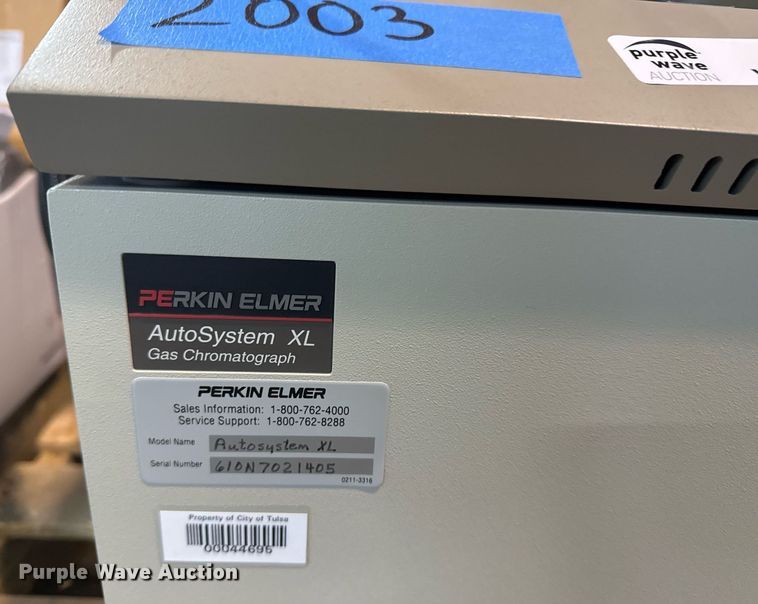 2003
purple
wave
AUCTION
PERKIN ELMER
AutoSystem XL
Gas Chromatograph
PERKIN ELMER
Sales Information: 1-800-762-4000
Service Support: 1-800-762-8288
Model Name Autosystem XL
Serial Number 610N7021405
0211-3316
Property of City of Tulsa
00044695
Purple Wave Auction